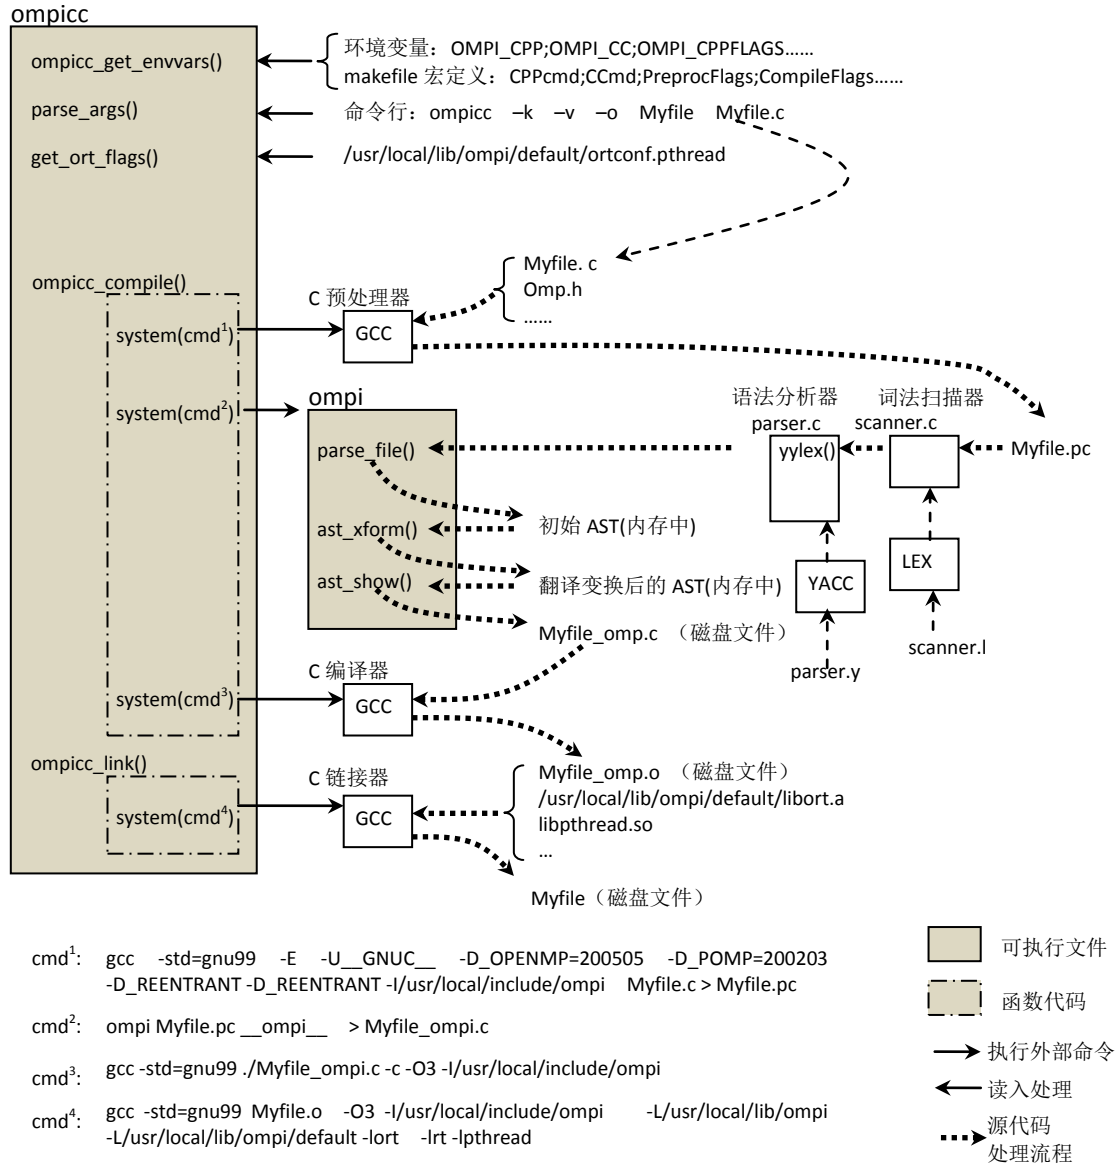 ompicc
ompicc_get_envvars()
环境变量：OMPI_CPP;OMPI_CC;OMPI_CPPFLAGS……
makefile 宏定义：CPPcmd;CCmd;PreprocFlags;CompileFlags……
parse_args()
命令行：ompicc –k –v –o Myfile Myfile.c
get_ort_flags()
/usr/local/lib/ompi/default/ortconf.pthread
ompicc_compile()
Myfile. c
Omp.h
……
C 预处理器
system(cmd1)
GCC
system(cmd2)
ompi
语法分析器
词法扫描器
parser.c
scanner.c
parse_file()
yylex()
Myfile.pc
ast_xform()
初始 AST(内存中)
ast_show()
翻译变换后的 AST(内存中)
YACC
LEX
Myfile_omp.c （磁盘文件）
scanner.l
parser.y
C 编译器
system(cmd3)
GCC
ompicc_link()
C 链接器
Myfile_omp.o （磁盘文件）
/usr/local/lib/ompi/default/libort.a
libpthread.so
...
system(cmd4)
GCC
Myfile（磁盘文件）
cmd1: gcc -std=gnu99 -E -U__GNUC__ -D_OPENMP=200505 -D_POMP=200203
-D_REENTRANT -D_REENTRANT -I/usr/local/include/ompi Myfile.c > Myfile.pc
cmd2: ompi Myfile.pc __ompi__ > Myfile_ompi.c
cmd3: gcc -std=gnu99 ./Myfile_ompi.c -c -O3 -I/usr/local/include/ompi
cmd4: gcc -std=gnu99 Myfile.o -O3 -I/usr/local/include/ompi -L/usr/local/lib/ompi
-L/usr/local/lib/ompi/default -lort -lrt -lpthread
可执行文件
函数代码
执行外部命令
读入处理
源代码
处理流程